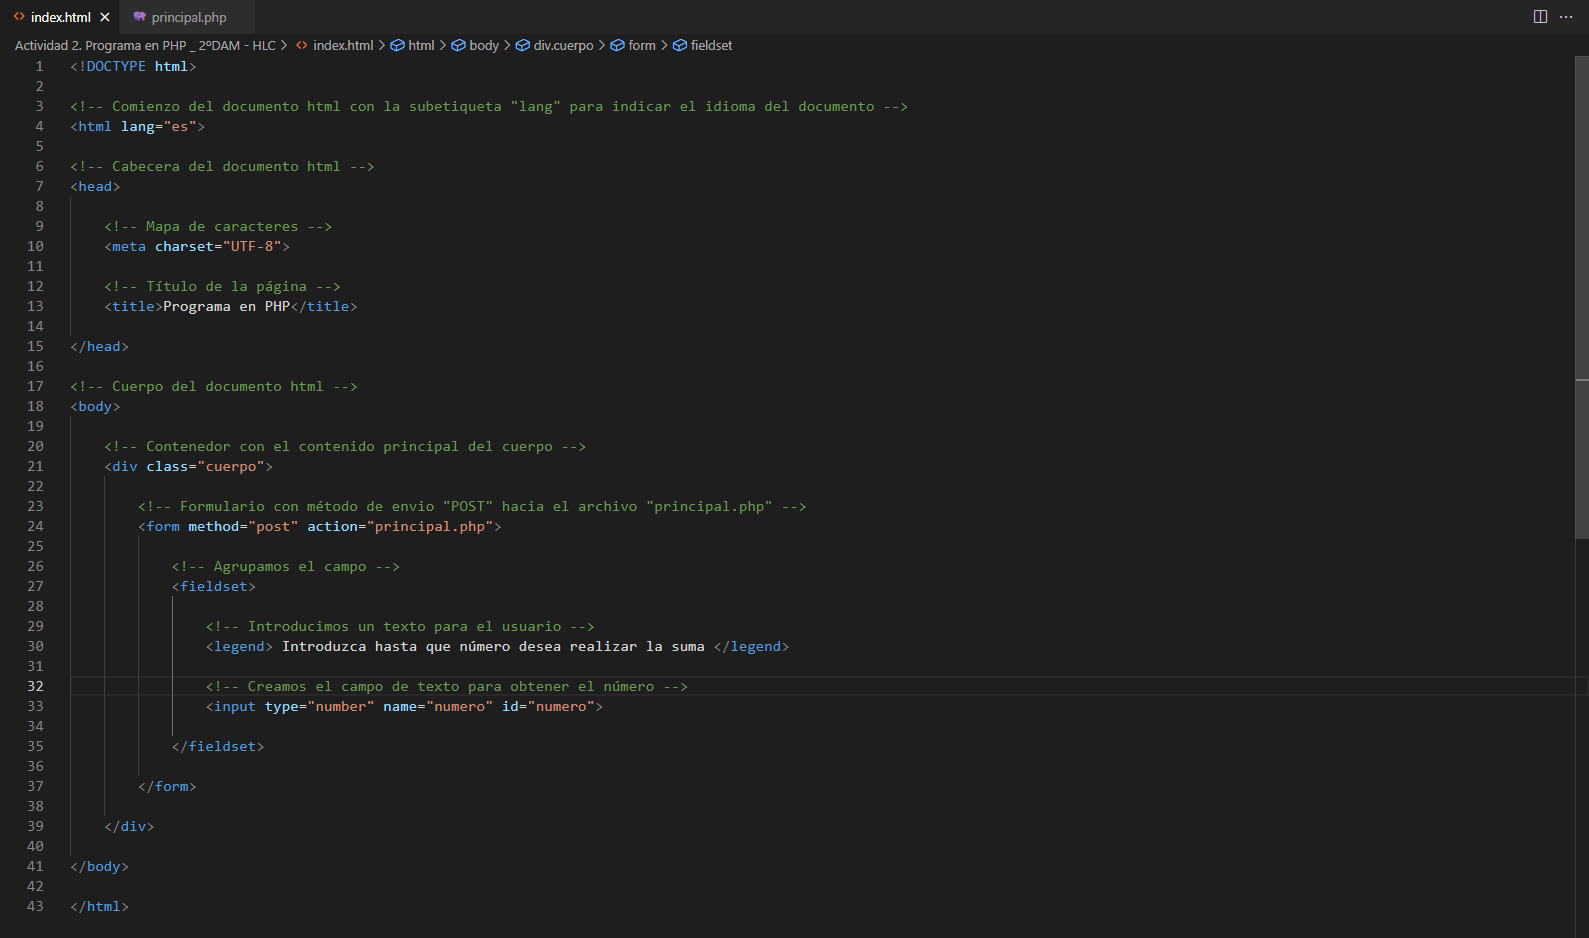 index.html
principal.php
Actividad 2. Programa en PHP _ 2ºDAM - HLC > index.html > html > body > div.cuerpo > form > fieldset
1 <!DOCTYPE html>
2
3 <!-- Comienzo del documento html con la subetiqueta "lang" para indicar el idioma del documento -->
4 <html lang="es">
5
6 <!-- Cabecera del documento html -->
7 <head>
8
9 <!-- Mapa de caracteres -->
10 <meta charset="UTF-8">
11
12 <!-- Título de la página -->
13 <title>Programa en PHP</title>
14
15 </head>
16
17 <!-- Cuerpo del documento html -->
18 <body>
19
20 <!-- Contenedor con el contenido principal del cuerpo -->
21 <div class="cuerpo">
22
23 <!-- Formulario con método de envio "POST" hacia el archivo "principal.php" -->
24 <form method="post" action="principal.php">
25
26 <!-- Agrupamos el campo -->
27 <fieldset>
28
29 <!-- Introducimos un texto para el usuario -->
30 <legend> Introduzca hasta que número desea realizar la suma </legend>
31
32 <!-- Creamos el campo de texto para obtener el número -->
33 <input type="number" name="numero" id="numero">
34
35 </fieldset>
36
37 </form>
38
39 </div>
40
41 </body>
42
43 </html>